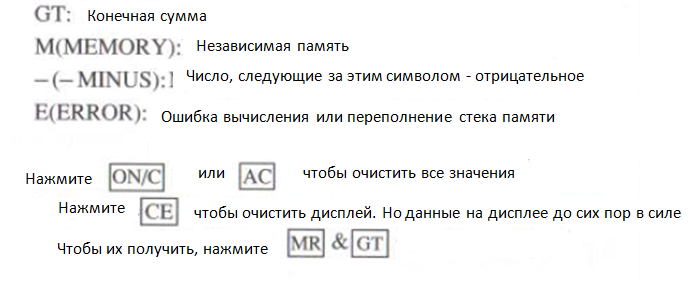 GT: Конечная сумма
M(MEMORY): Независимая память
–(–MINUS): Число, следующие за этим символом - отрицательное
E(ERROR): Ошибка вычисления или переполнение стека памяти
Нажмите ON/C или AC чтобы очистить все значения
Нажмите CE чтобы очистить дисплей. Но данные на дисплее до сих пор в силе
Чтобы их получить, нажмите MR & GT